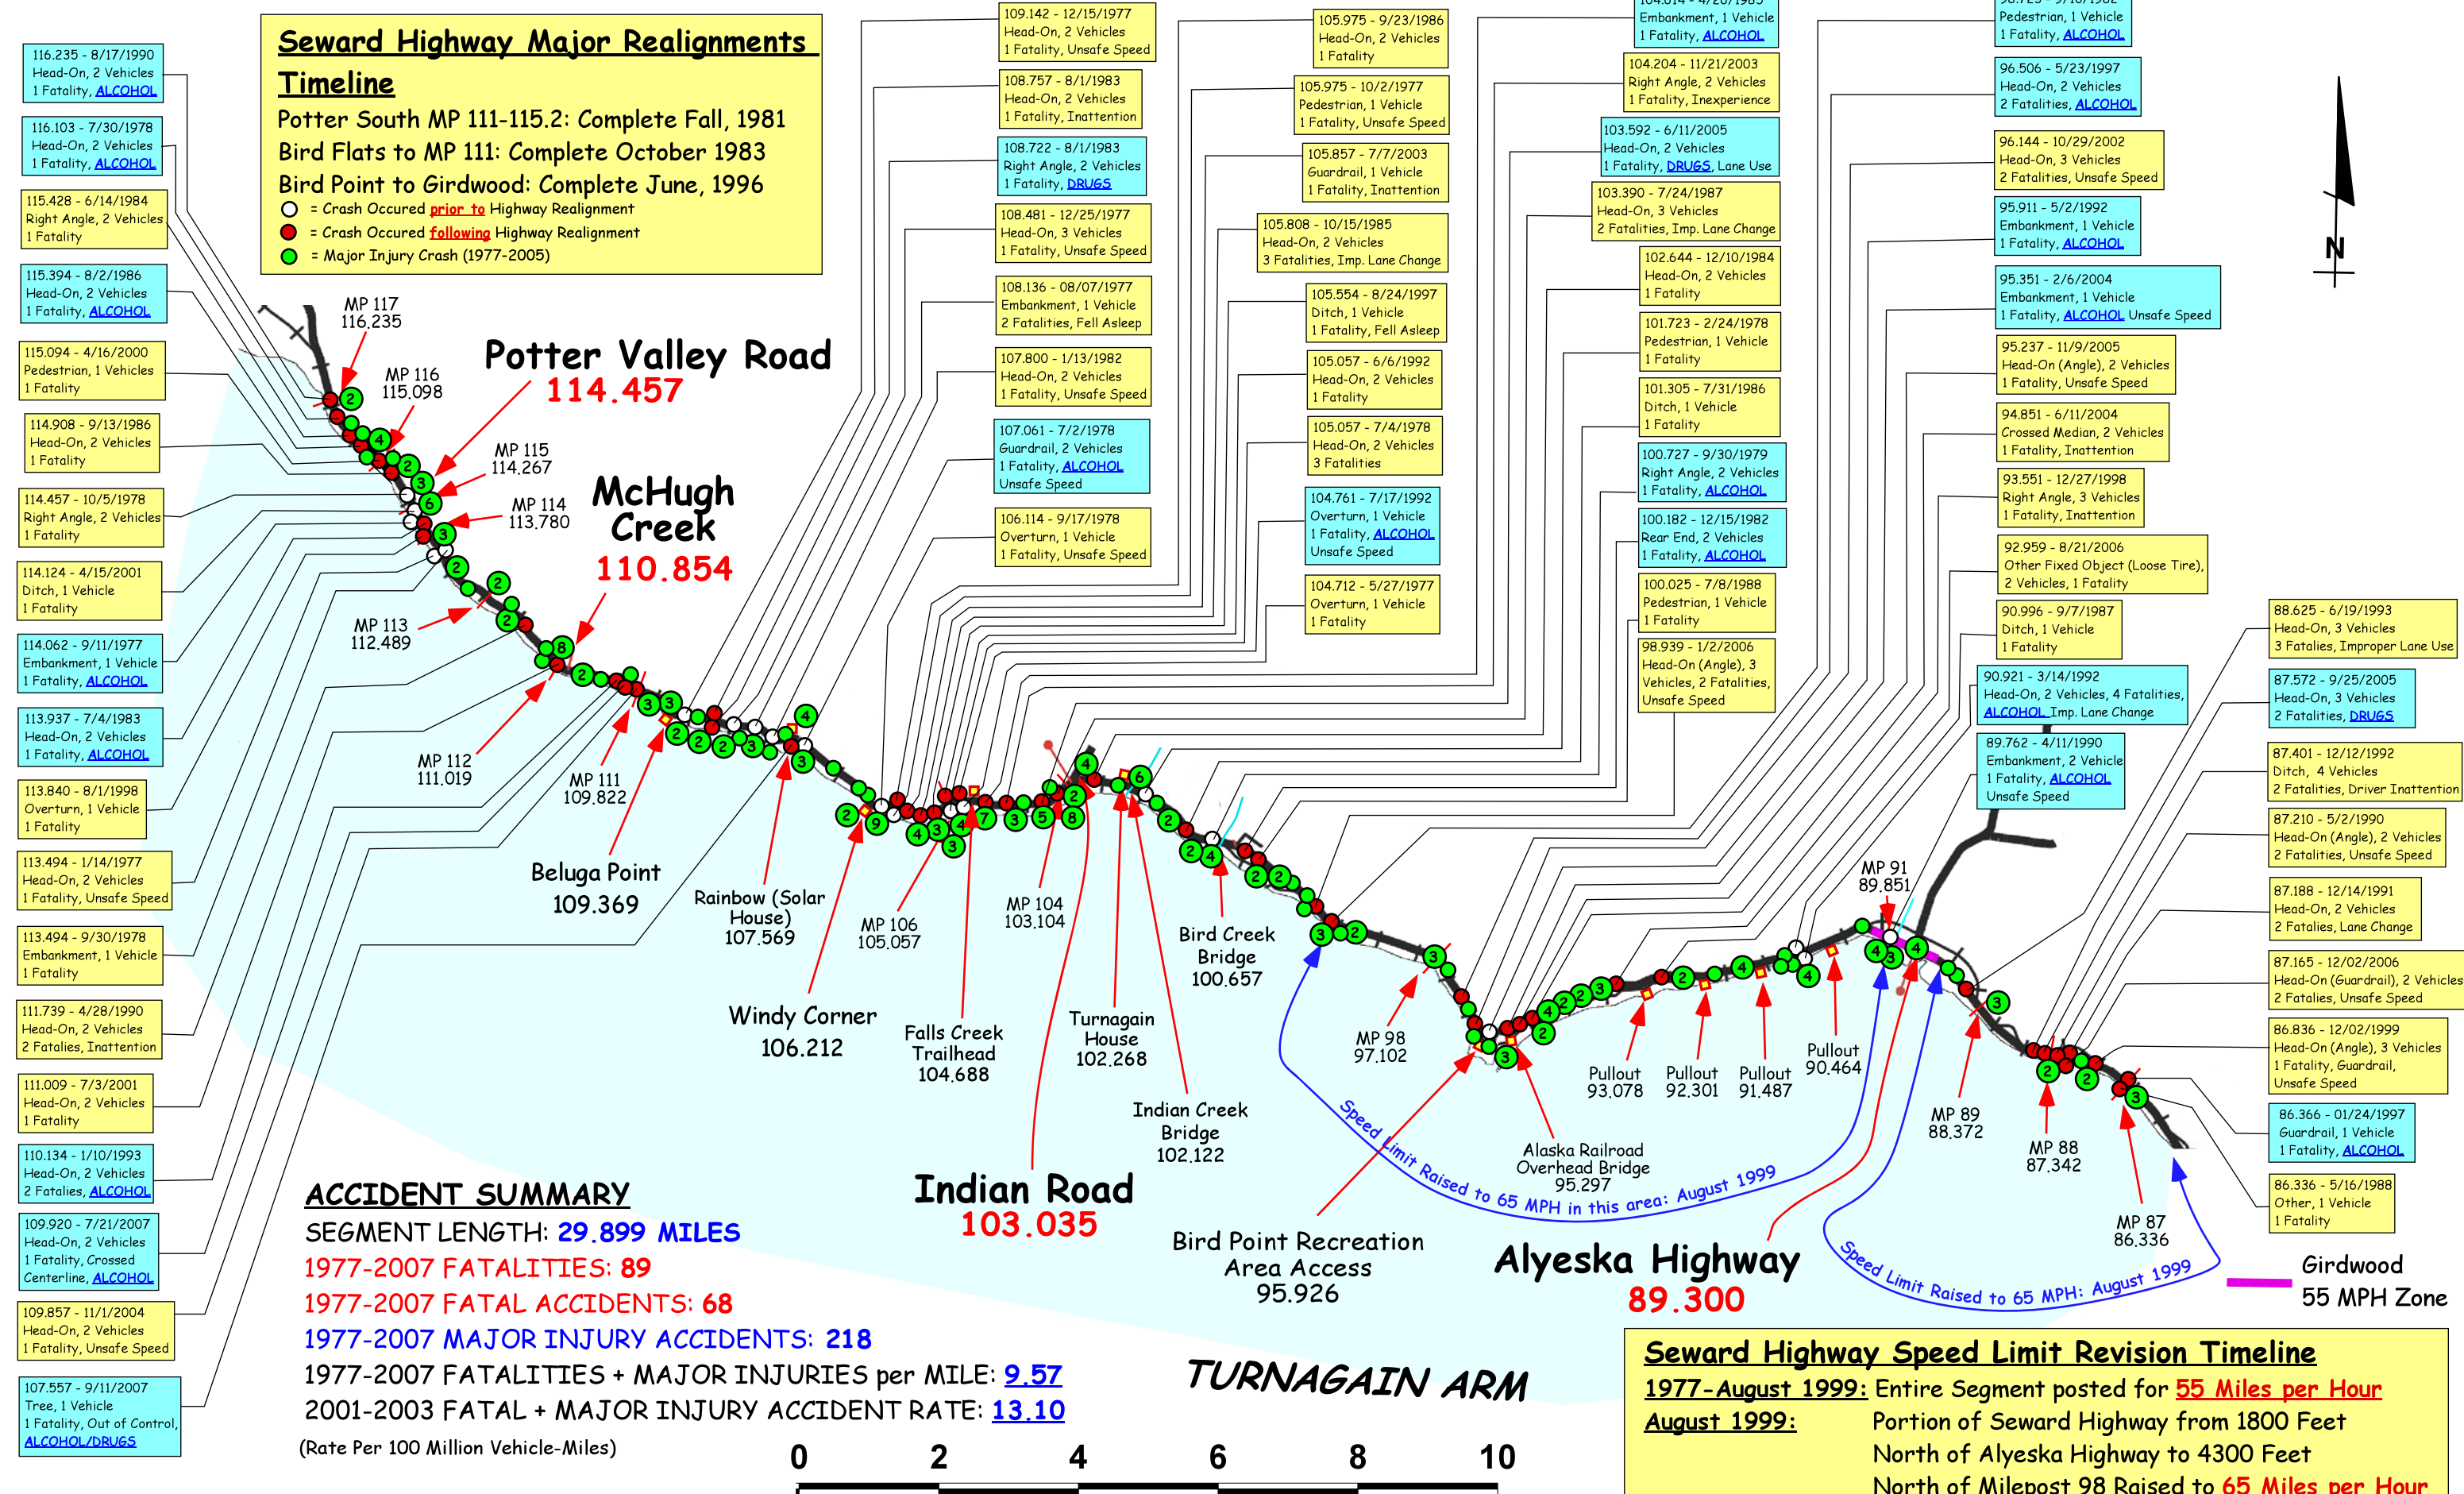 Seward Highway Major Realignments
Timeline
Potter South MP 111-115.2: Complete Fall, 1981
Bird Flats to MP 111: Complete October 1983
Bird Point to Girdwood: Complete June, 1996
= Crash Occured prior to Highway Realignment
= Crash Occured following Highway Realignment
= Major Injury Crash (1977-2005)
116.235 - 8/17/1990
Head-On, 2 Vehicles
1 Fatality, ALCOHOL
116.103 - 7/30/1978
Head-On, 2 Vehicles
1 Fatality, ALCOHOL
115.428 - 6/14/1984
Right Angle, 2 Vehicles
1 Fatality
115.394 - 8/2/1986
Head-On, 2 Vehicles
1 Fatality, ALCOHOL
115.094 - 4/16/2000
Pedestrian, 1 Vehicles
1 Fatality
114.908 - 9/13/1986
Head-On, 2 Vehicles
1 Fatality
114.457 - 10/5/1978
Right Angle, 2 Vehicles
1 Fatality
114.124 - 4/15/2001
Ditch, 1 Vehicle
1 Fatality
114.062 - 9/11/1977
Embankment, 1 Vehicle
1 Fatality, ALCOHOL
113.937 - 7/4/1983
Head-On, 2 Vehicles
1 Fatality, ALCOHOL
113.840 - 8/1/1998
Overturn, 1 Vehicle
1 Fatality
113.494 - 1/14/1977
Head-On, 2 Vehicles
1 Fatality, Unsafe Speed
113.494 - 9/30/1978
Embankment, 1 Vehicle
1 Fatality
111.739 - 4/28/1990
Head-On, 2 Vehicles
2 Fatalies, Inattention
111.009 - 7/3/2001
Head-On, 2 Vehicles
1 Fatality
110.134 - 1/10/1993
Head-On, 2 Vehicles
2 Fatalies, ALCOHOL
109.920 - 7/21/2007
Head-On, 2 Vehicles
1 Fatality, Crossed
Centerline, ALCOHOL
109.857 - 11/1/2004
Head-On, 2 Vehicles
1 Fatality, Unsafe Speed
107.557 - 9/11/2007
Tree, 1 Vehicle
1 Fatality, Out of Control,
ALCOHOL/DRUGS
109.142 - 12/15/1977
Head-On, 2 Vehicles
1 Fatality, Unsafe Speed
108.757 - 8/1/1983
Head-On, 2 Vehicles
1 Fatality, Inattention
108.722 - 8/1/1983
Right Angle, 2 Vehicles
1 Fatality, DRUGS
108.481 - 12/25/1977
Head-On, 3 Vehicles
1 Fatality, Unsafe Speed
108.136 - 08/07/1977
Embankment, 1 Vehicle
2 Fatalities, Fell Asleep
107.800 - 1/13/1982
Head-On, 2 Vehicles
1 Fatality, Unsafe Speed
107.061 - 7/2/1978
Guardrail, 2 Vehicles
1 Fatality, ALCOHOL
Unsafe Speed
106.114 - 9/17/1978
Overturn, 1 Vehicle
1 Fatality, Unsafe Speed
105.975 - 9/23/1986
Head-On, 2 Vehicles
1 Fatality
105.975 - 10/2/1977
Pedestrian, 1 Vehicle
1 Fatality, Unsafe Speed
105.857 - 7/7/2003
Guardrail, 1 Vehicle
1 Fatality, Inattention
105.808 - 10/15/1985
Head-On, 2 Vehicles
3 Fatalities, Imp. Lane Change
105.554 - 8/24/1997
Ditch, 1 Vehicle
1 Fatality, Fell Asleep
105.057 - 6/6/1992
Head-On, 2 Vehicles
1 Fatality
105.057 - 7/4/1978
Head-On, 2 Vehicles
3 Fatalities
104.761 - 7/17/1992
Overturn, 1 Vehicle
1 Fatality, ALCOHOL
Unsafe Speed
104.712 - 5/27/1977
Overturn, 1 Vehicle
1 Fatality
Embankment, 1 Vehicle
1 Fatality, ALCOHOL
104.204 - 11/21/2003
Right Angle, 2 Vehicles
1 Fatality, Inexperience
103.592 - 6/11/2005
Head-On, 2 Vehicles
1 Fatality, DRUGS, Lane Use
103.390 - 7/24/1987
Head-On, 3 Vehicles
2 Fatalities, Imp. Lane Change
102.644 - 12/10/1984
Head-On, 2 Vehicles
1 Fatality
101.723 - 2/24/1978
Pedestrian, 1 Vehicle
1 Fatality
101.305 - 7/31/1986
Ditch, 1 Vehicle
1 Fatality
100.727 - 9/30/1979
Right Angle, 2 Vehicles
1 Fatality, ALCOHOL
100.182 - 12/15/1982
Rear End, 2 Vehicles
1 Fatality, ALCOHOL
100.025 - 7/8/1988
Pedestrian, 1 Vehicle
1 Fatality
98.939 - 1/2/2006
Head-On (Angle), 3
Vehicles, 2 Fatalities,
Unsafe Speed
Pedestrian, 1 Vehicle
1 Fatality, ALCOHOL
96.506 - 5/23/1997
Head-On, 2 Vehicles
2 Fatalities, ALCOHOL
96.144 - 10/29/2002
Head-On, 3 Vehicles
2 Fatalities, Unsafe Speed
95.911 - 5/2/1992
Embankment, 1 Vehicle
1 Fatality, ALCOHOL
95.351 - 2/6/2004
Embankment, 1 Vehicle
1 Fatality, ALCOHOL Unsafe Speed
95.237 - 11/9/2005
Head-On (Angle), 2 Vehicles
1 Fatality, Unsafe Speed
94.851 - 6/11/2004
Crossed Median, 2 Vehicles
1 Fatality, Inattention
93.551 - 12/27/1998
Right Angle, 3 Vehicles
1 Fatality, Inattention
92.959 - 8/21/2006
Other Fixed Object (Loose Tire),
2 Vehicles, 1 Fatality
90.996 - 9/7/1987
Ditch, 1 Vehicle
1 Fatality
90.921 - 3/14/1992
Head-On, 2 Vehicles, 4 Fatalities,
ALCOHOL Imp. Lane Change
89.762 - 4/11/1990
Embankment, 2 Vehicle
1 Fatality, ALCOHOL
Unsafe Speed
88.625 - 6/19/1993
Head-On, 3 Vehicles
3 Fatalies, Improper Lane Use
87.572 - 9/25/2005
Head-On, 3 Vehicles
2 Fatalities, DRUGS
87.401 - 12/12/1992
Ditch, 4 Vehicles
2 Fatalities, Driver Inattention
87.210 - 5/2/1990
Head-On (Angle), 2 Vehicles
2 Fatalities, Unsafe Speed
87.188 - 12/14/1991
Head-On, 2 Vehicles
2 Fatalies, Lane Change
87.165 - 12/02/2006
Head-On (Guardrail), 2 Vehicles
2 Fatalies, Unsafe Speed
86.836 - 12/02/1999
Head-On (Angle), 3 Vehicles
1 Fatality, Guardrail,
Unsafe Speed
86.366 - 01/24/1997
Guardrail, 1 Vehicle
1 Fatality, ALCOHOL
86.336 - 5/16/1988
Other, 1 Vehicle
1 Fatality
N
MP 117
116.235
MP 116
115.098
Potter Valley Road
114.457
MP 115
114.267
MP 114
113.780
McHugh
Creek
110.854
MP 113
112.489
MP 112
111.019
MP 111
109.822
Beluga Point
109.369
Rainbow (Solar
House)
107.569
Windy Corner
106.212
MP 106
105.057
Falls Creek
Trailhead
104.688
MP 104
103.104
Indian Road
103.035
Turnagain
House
102.268
Indian Creek
Bridge
102.122
Bird Creek
Bridge
100.657
MP 98
97.102
Bird Point Recreation
Area Access
95.926
Alaska Railroad
Overhead Bridge
95.297
Pullout
93.078
Pullout
92.301
Pullout
91.487
Pullout
90.464
MP 91
89.851
Alyeska Highway
89.300
MP 89
88.372
MP 88
87.342
MP 87
86.336
Speed Limit Raised to 65 MPH in this area: August 1999
Speed Limit Raised to 65 MPH: August 1999
Girdwood
55 MPH Zone
ACCIDENT SUMMARY
SEGMENT LENGTH: 29.899 MILES
1977-2007 FATALITIES: 89
1977-2007 FATAL ACCIDENTS: 68
1977-2007 MAJOR INJURY ACCIDENTS: 218
1977-2007 FATALITIES + MAJOR INJURIES per MILE: 9.57
2001-2003 FATAL + MAJOR INJURY ACCIDENT RATE: 13.10
(Rate Per 100 Million Vehicle-Miles)
TURNAGAIN ARM
0 2 4 6 8 10
Seward Highway Speed Limit Revision Timeline
1977-August 1999: Entire Segment posted for 55 Miles per Hour
August 1999: Portion of Seward Highway from 1800 Feet
North of Alyeska Highway to 4300 Feet
North of Milepost 98 Raised to 65 Miles per Hour